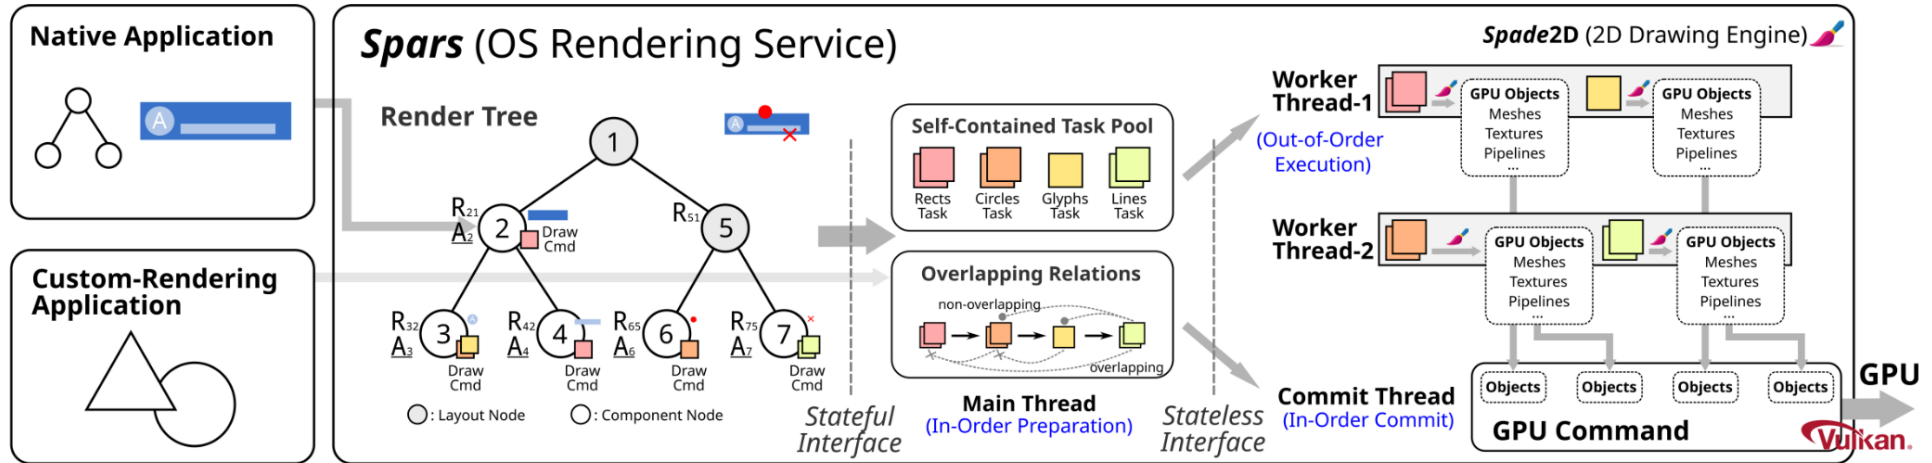 Native Application
A
Custom-Rendering
Application
Spars (OS Rendering Service)
Render Tree
A
1
R21
A2
2
Draw
Cmd
R51
5
R32
A3
3
A
Draw
Cmd
R42
A4
4
Draw
Cmd
R65
A6
6
Draw
Cmd
R75
A7
7
Draw
Cmd
: Layout Node
: Component Node
Stateful
Interface
Self-Contained Task Pool
Rects
Task
Circles
Task
Glyphs
Task
Lines
Task
Overlapping Relations
non-overlapping
overlapping
Main Thread
(In-Order Preparation)
Stateless
Interface
Spade2D (2D Drawing Engine)
Worker
Thread-1
(Out-of-Order
Execution)
GPU Objects
Meshes
Textures
Pipelines
...
GPU Objects
Meshes
Textures
Pipelines
...
Worker
Thread-2
GPU Objects
Meshes
Textures
Pipelines
...
GPU Objects
Meshes
Textures
Pipelines
...
Commit Thread
(In-Order Commit)
Objects
Objects
Objects
Objects
GPU Command
GPU
Vulkan.